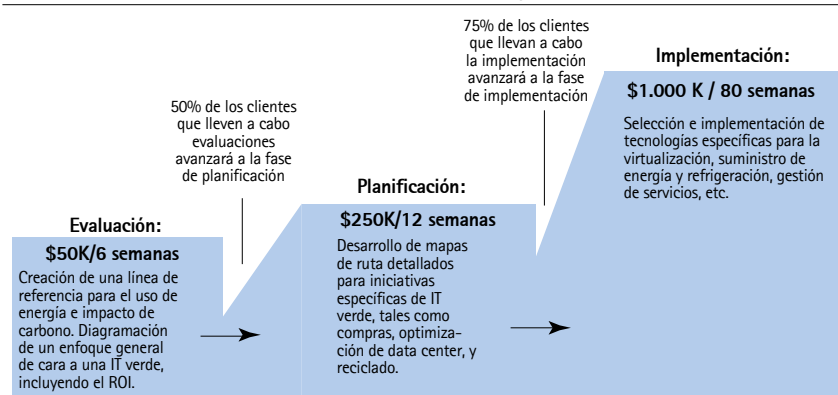 Evaluación:
$50K/6 semanas
Creación de una línea de
referencia para el uso de
energía e impacto de
carbono. Diagramación
de un enfoque general
de cara a una IT verde,
incluyendo el ROI.
50% de los clientes
que lleven a cabo
evaluaciones
avanzará a la fase
de planificación
Planificación:
$250K/12 semanas
Desarrollo de mapas
de ruta detallados
para iniciativas
específicas de IT
verde, tales como
compras, optimiza-
ción de data center, y
reciclado.
75% de los clientes
que llevan a cabo
la implementación
avanzará a la fase
de implementación
Implementación:
$1.000 K / 80 semanas
Selección e implementación de
tecnologías específicas para la
virtualización, suministro de
energía y refrigeración, gestión
de servicios, etc.